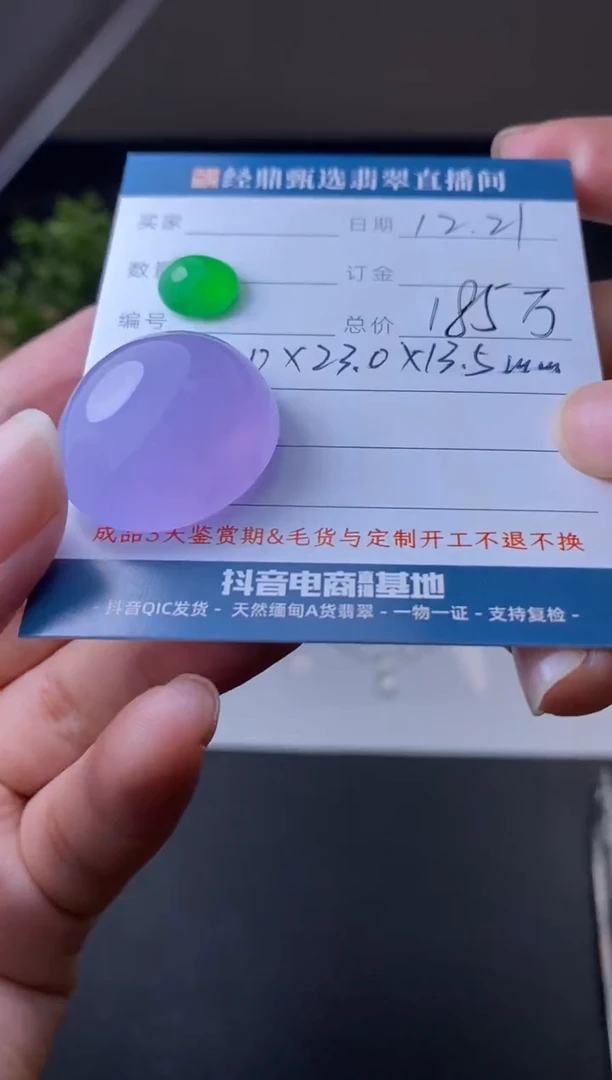 经鼎甄选翡翠直播间
买家 日期 12.21
数量 订金
编号 总价 185万
×23.0×13.5mm
成品3天鉴赏期&毛货与定制开工不退不换
抖音电商 基地
- 抖音QIC发货 - 天然缅甸A货翡翠 - 一物一证 - 支持复检 -